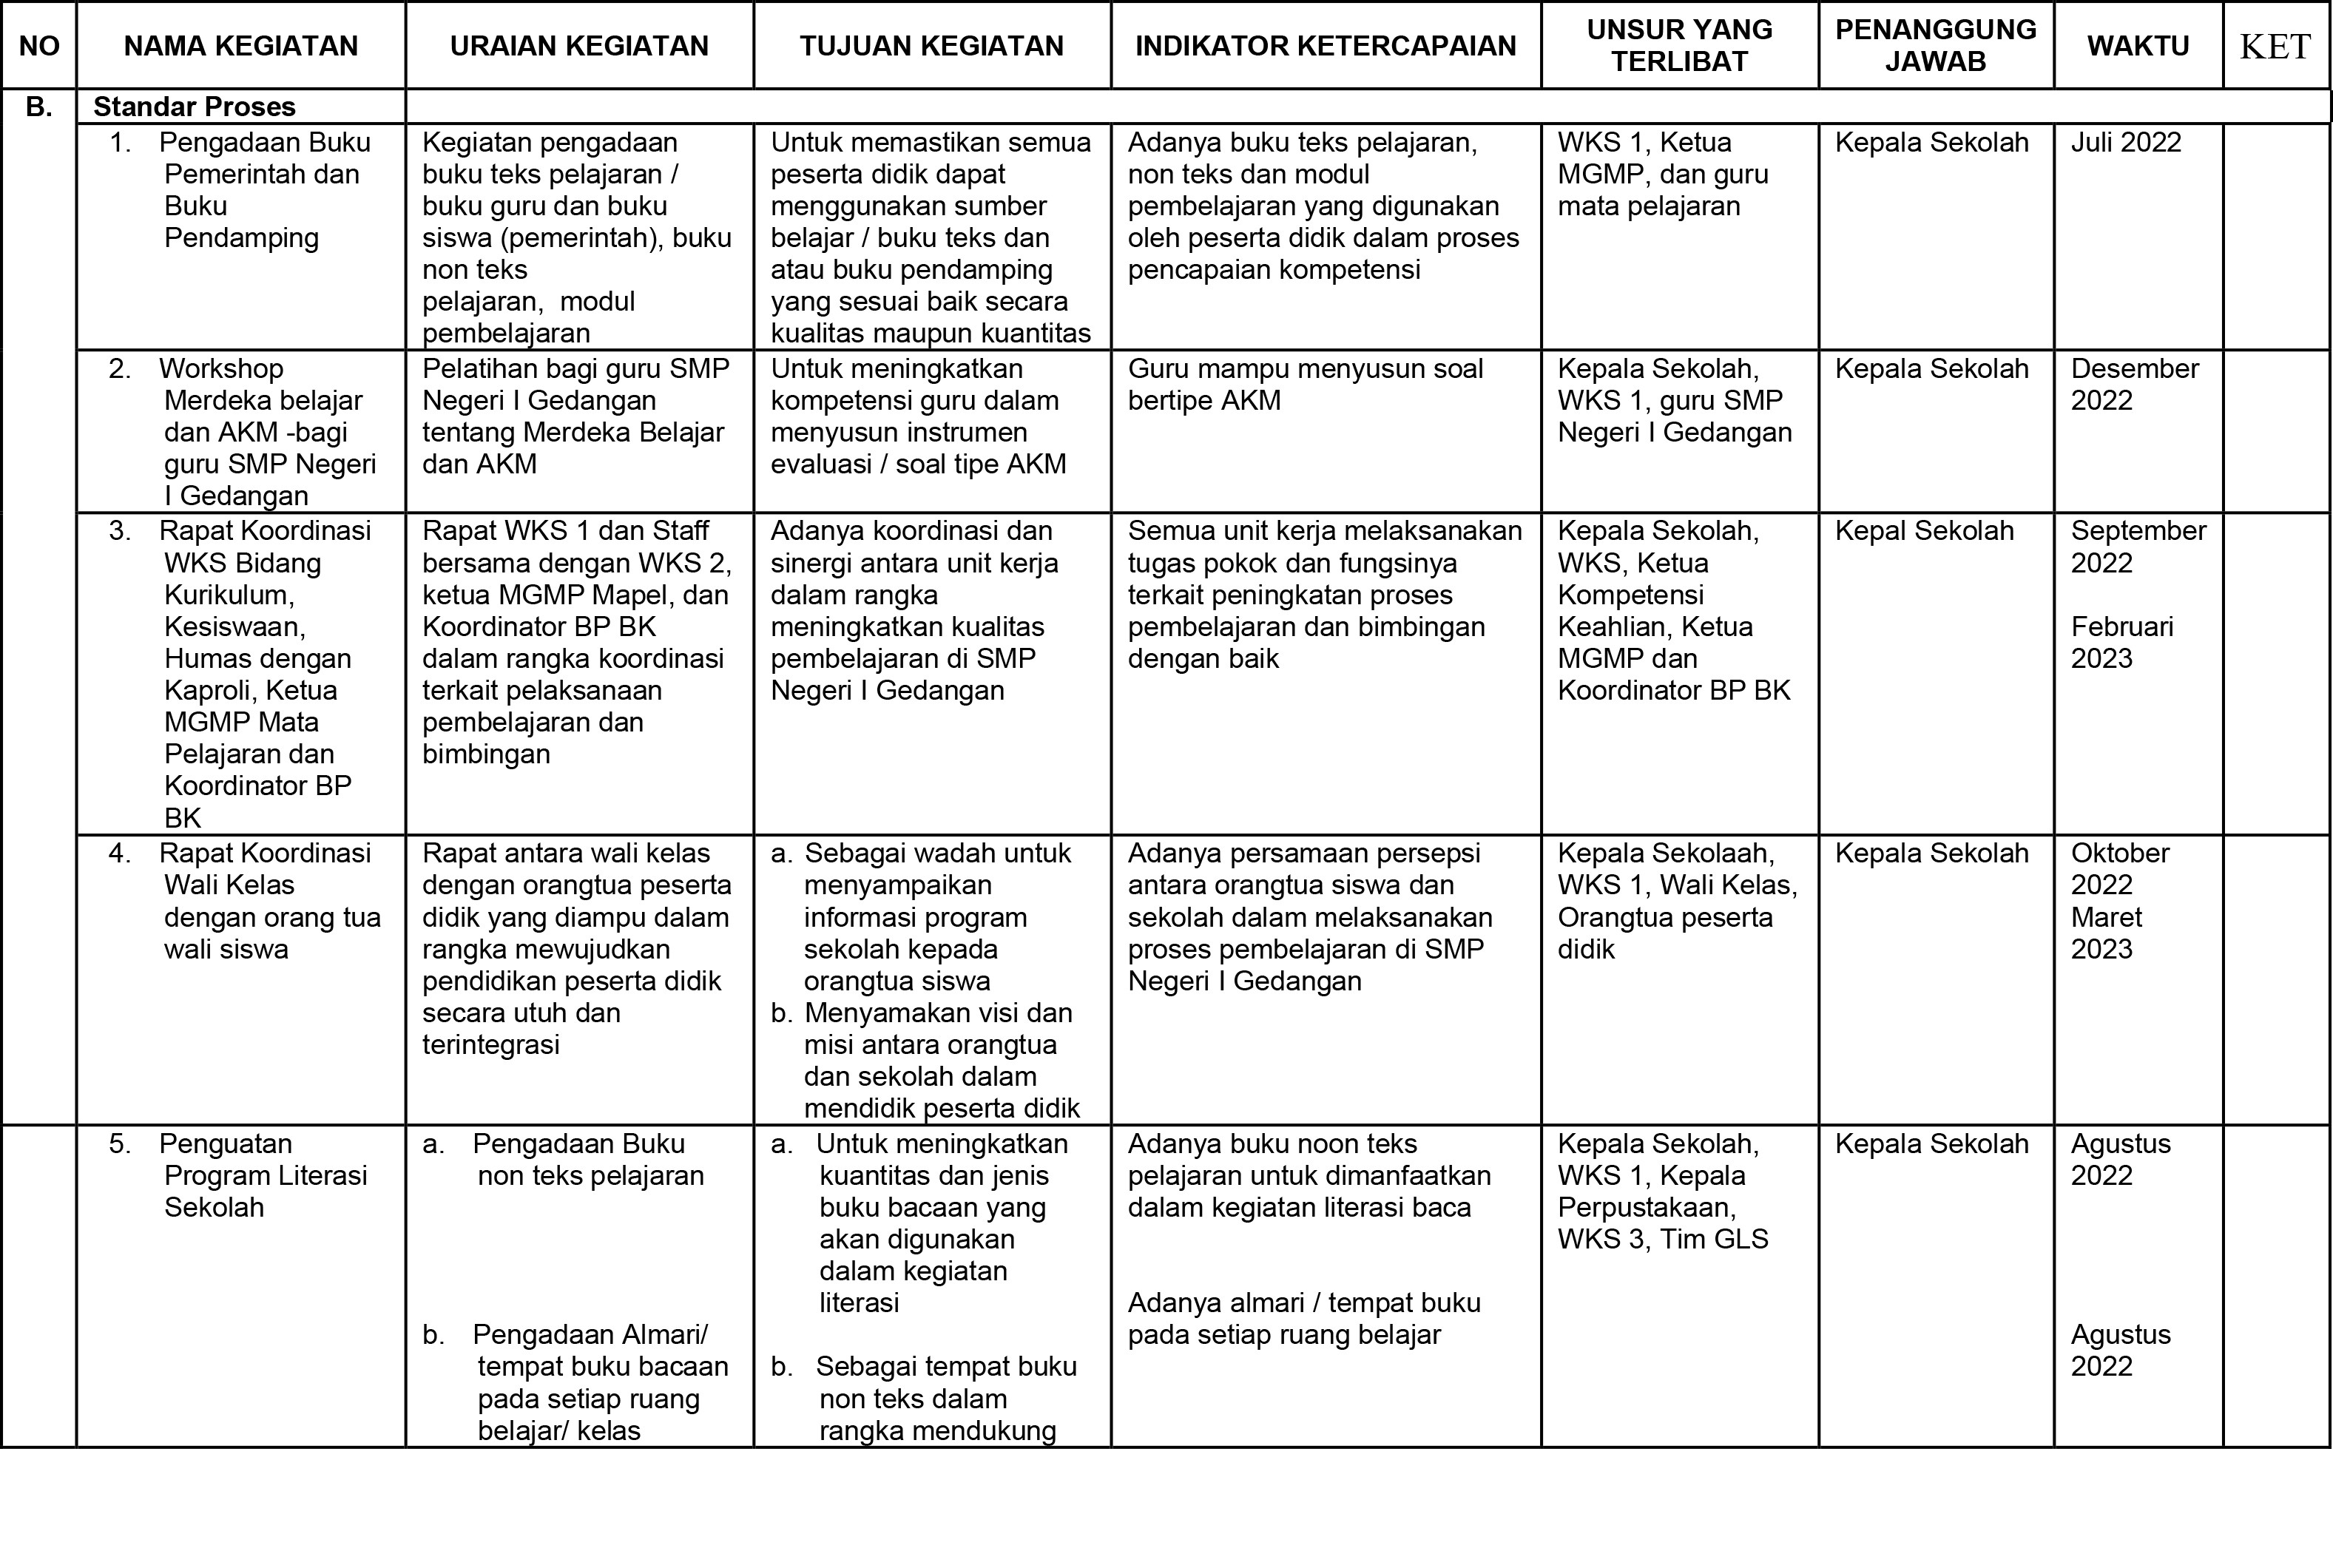 NO
NAMA KEGIATAN
URAIAN KEGIATAN
TUJUAN KEGIATAN
INDIKATOR KETERCAPAIAN
UNSUR YANG
TERLIBAT
PENANGGUNG
JAWAB
WAKTU
KET
B.
Standar Proses
1. Pengadaan Buku
Pemerintah dan
Buku
Pendamping
Kegiatan pengadaan
buku teks pelajaran /
buku guru dan buku
siswa (pemerintah), buku
non teks
pelajaran, modul
pembelajaran
Untuk memastikan semua
peserta didik dapat
menggunakan sumber
belajar / buku teks dan
atau buku pendamping
yang sesuai baik secara
kualitas maupun kuantitas
Adanya buku teks pelajaran,
non teks dan modul
pembelajaran yang digunakan
oleh peserta didik dalam proses
pencapaian kompetensi
WKS 1, Ketua
MGMP, dan guru
mata pelajaran
Kepala Sekolah
Juli 2022
2. Workshop
Merdeka belajar
dan AKM -bagi
guru SMP Negeri
I Gedangan
Pelatihan bagi guru SMP
Negeri I Gedangan
tentang Merdeka Belajar
dan AKM
Untuk meningkatkan
kompetensi guru dalam
menyusun instrumen
evaluasi / soal tipe AKM
Guru mampu menyusun soal
bertipe AKM
Kepala Sekolah,
WKS 1, guru SMP
Negeri I Gedangan
Kepala Sekolah
Desember
2022
3. Rapat Koordinasi
WKS Bidang
Kurikulum,
Kesiswaan,
Humas dengan
Kaproli, Ketua
MGMP Mata
Pelajaran dan
Koordinator BP
BK
Rapat WKS 1 dan Staff
bersama dengan WKS 2,
ketua MGMP Mapel, dan
Koordinator BP BK
dalam rangka koordinasi
terkait pelaksanaan
pembelajaran dan
bimbingan
Adanya koordinasi dan
sinergi antara unit kerja
dalam rangka
meningkatkan kualitas
pembelajaran di SMP
Negeri I Gedangan
Semua unit kerja melaksanakan
tugas pokok dan fungsinya
terkait peningkatan proses
pembelajaran dan bimbingan
dengan baik
Kepala Sekolah,
WKS, Ketua
Kompetensi
Keahlian, Ketua
MGMP dan
Koordinator BP BK
Kepal Sekolah
September
2022
Februari
2023
4. Rapat Koordinasi
Wali Kelas
dengan orang tua
wali siswa
Rapat antara wali kelas
dengan orangtua peserta
didik yang diampu dalam
rangka mewujudkan
pendidikan peserta didik
secara utuh dan
terintegrasi
a. Sebagai wadah untuk
menyampaikan
informasi program
sekolah kepada
orangtua siswa
b. Menyamakan visi dan
misi antara orangtua
dan sekolah dalam
mendidik peserta didik
Adanya persamaan persepsi
antara orangtua siswa dan
sekolah dalam melaksanakan
proses pembelajaran di SMP
Negeri I Gedangan
Kepala Sekolaah,
WKS 1, Wali Kelas,
Orangtua peserta
didik
Kepala Sekolah
Oktober
2022
Maret
2023
5. Penguatan
Program Literasi
Sekolah
a. Pengadaan Buku
non teks pelajaran
b. Pengadaan Almari/
tempat buku bacaan
pada setiap ruang
belajar/ kelas
a. Untuk meningkatkan
kuantitas dan jenis
buku bacaan yang
akan digunakan
dalam kegiatan
literasi
b. Sebagai tempat buku
non teks dalam
rangka mendukung
Adanya buku noon teks
pelajaran untuk dimanfaatkan
dalam kegiatan literasi baca
Adanya almari / tempat buku
pada setiap ruang belajar
Kepala Sekolah,
WKS 1, Kepala
Perpustakaan,
WKS 3, Tim GLS
Kepala Sekolah
Agustus
2022
Agustus
2022